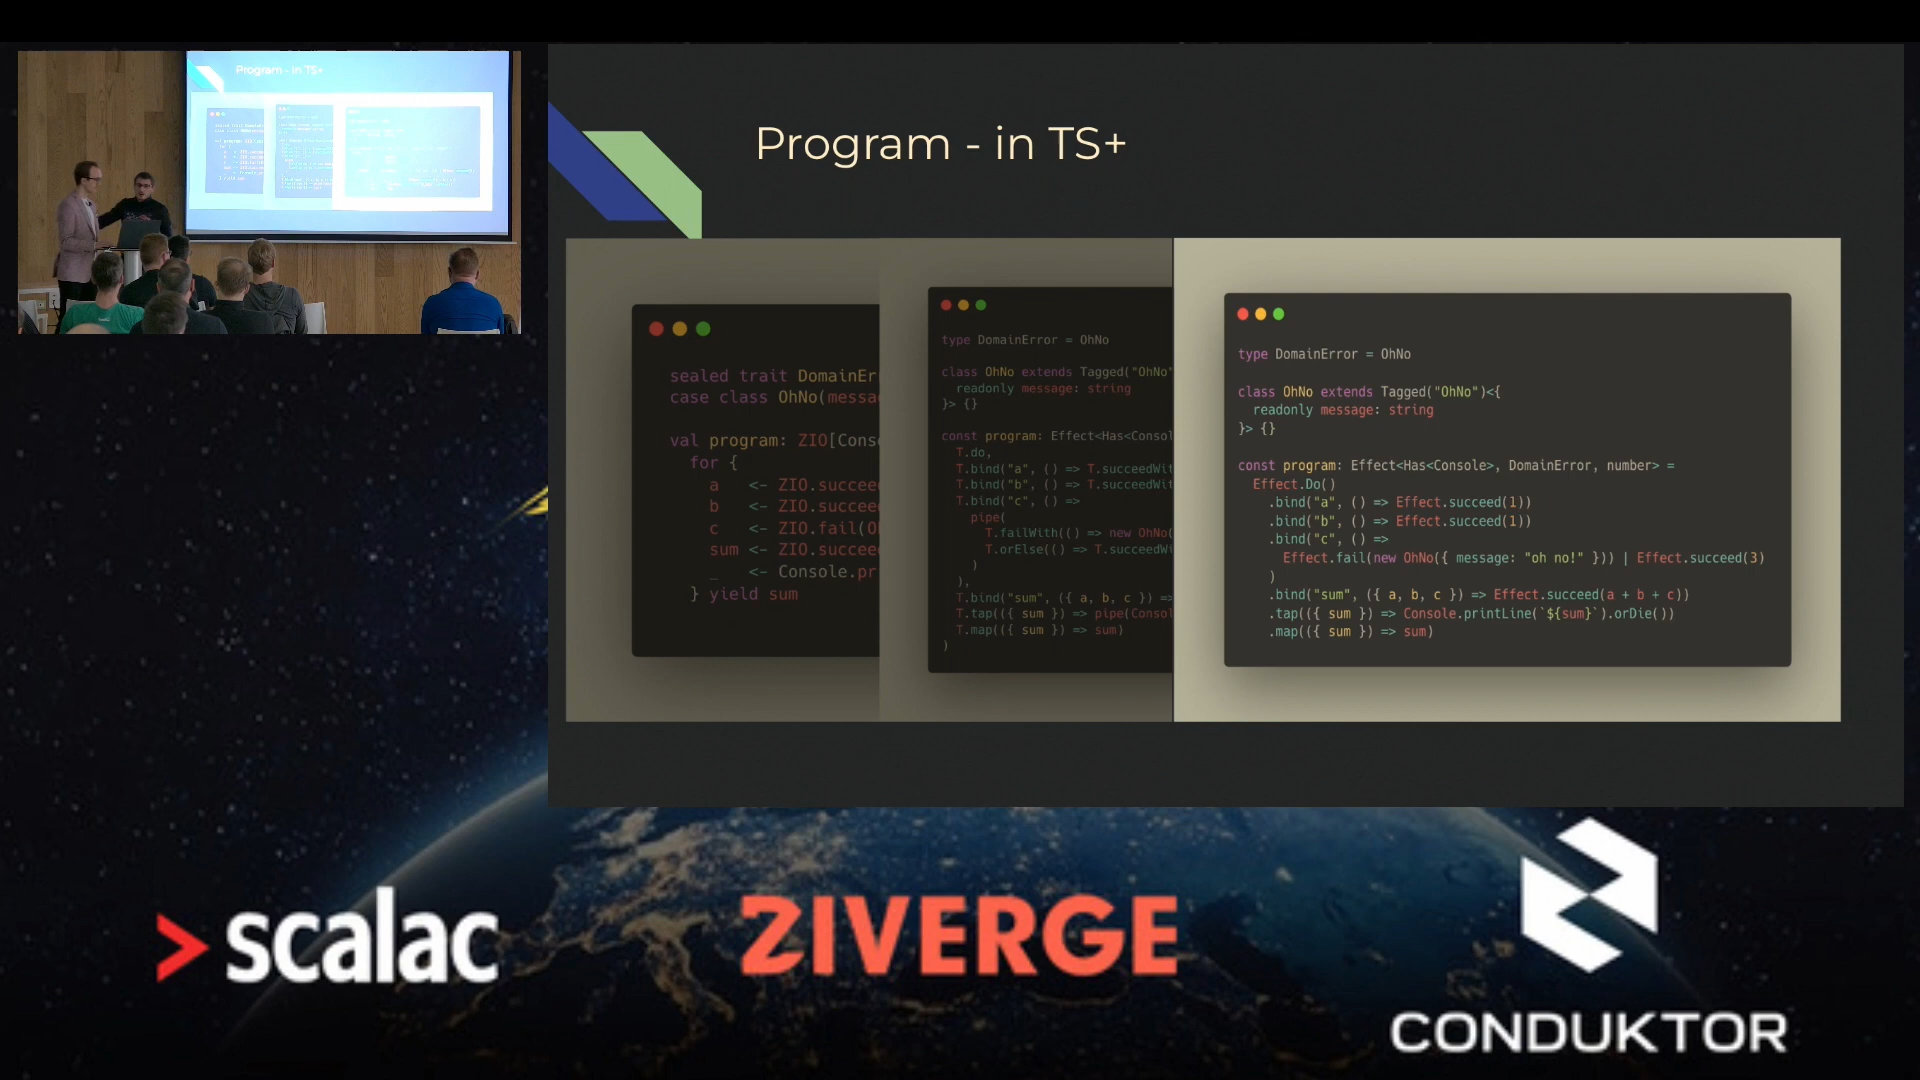 Program - in TS+
Program - in TS+
sealed trait DomainEr
case class OhNo(messa
val program: ZIO[Conso
for {
a <- ZIO.succee
b <- ZIO.succee
c <- ZIO.fail(O
sum <- ZIO.succee
_ <- Console.pr
} yield sum
type DomainError = OhNo
class OhNo extends Tagged("OhNo"
readonly message: string
}> {}
const program: Effect<Has<Consol
T.do,
T.bind("a", () => T.succeedWit
T.bind("b", () => T.succeedWit
T.bind("c", () =>
pipe(
T.failWith(() => new OhNo(
T.orElse(() => T.succeedWi
)
),
T.bind("sum", ({ a, b, c }) =>
T.tap(({ sum }) => pipe(Consol
T.map(({ sum }) => sum)
)
type DomainError = OhNo
class OhNo extends Tagged("OhNo")<{
readonly message: string
}> {}
const program: Effect<Has<Console>, DomainError, number> =
Effect.Do()
.bind("a", () => Effect.succeed(1))
.bind("b", () => Effect.succeed(1))
.bind("c", () =>
Effect.fail(new OhNo({ message: "oh no!" })) | Effect.succeed(3)
)
.bind("sum", ({ a, b, c }) => Effect.succeed(a + b + c))
.tap(({ sum }) => Console.printLine(`${sum}`).orDie())
.map(({ sum }) => sum)
scalac
ZIVERGE
CONDUKTOR